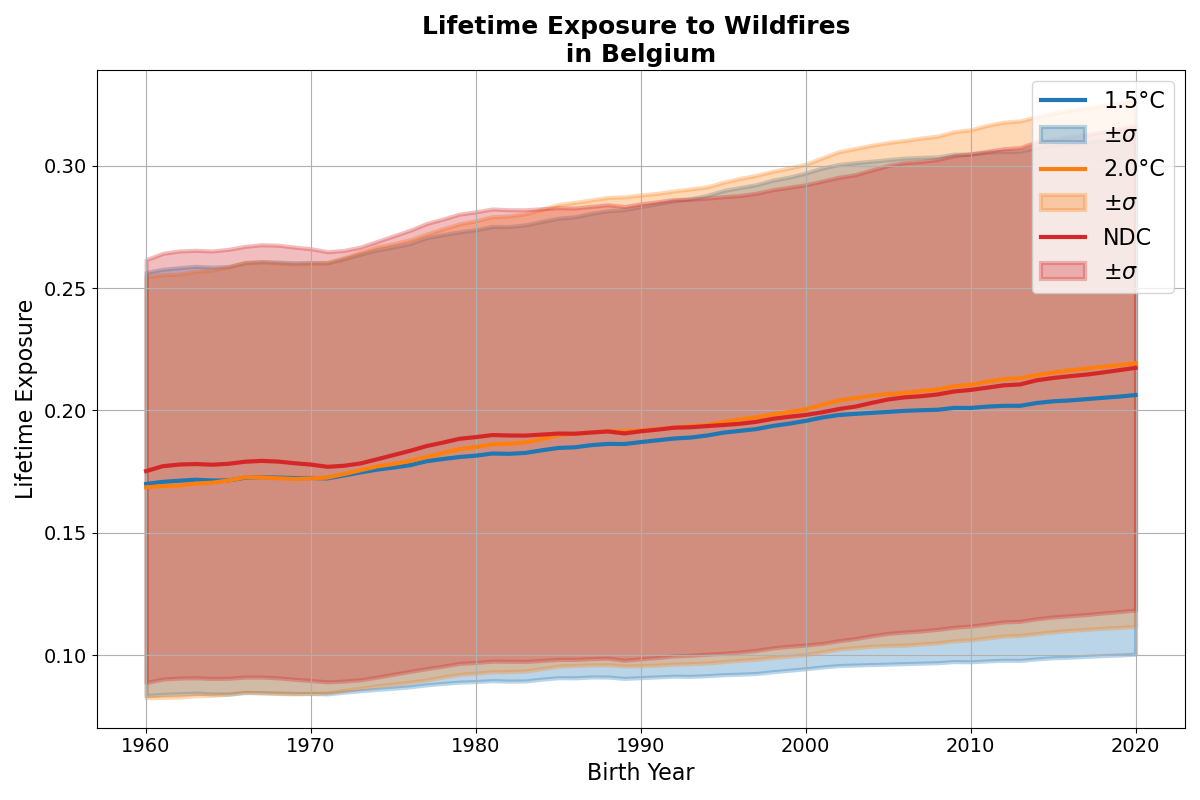 Lifetime Exposure to Wildfires
in Belgium
1.5°C
±σ
2.0°C
±σ
NDC
±σ
Lifetime Exposure
0.30
0.25
0.20
0.15
0.10
1960 1970 1980 1990 2000 2010 2020
Birth Year